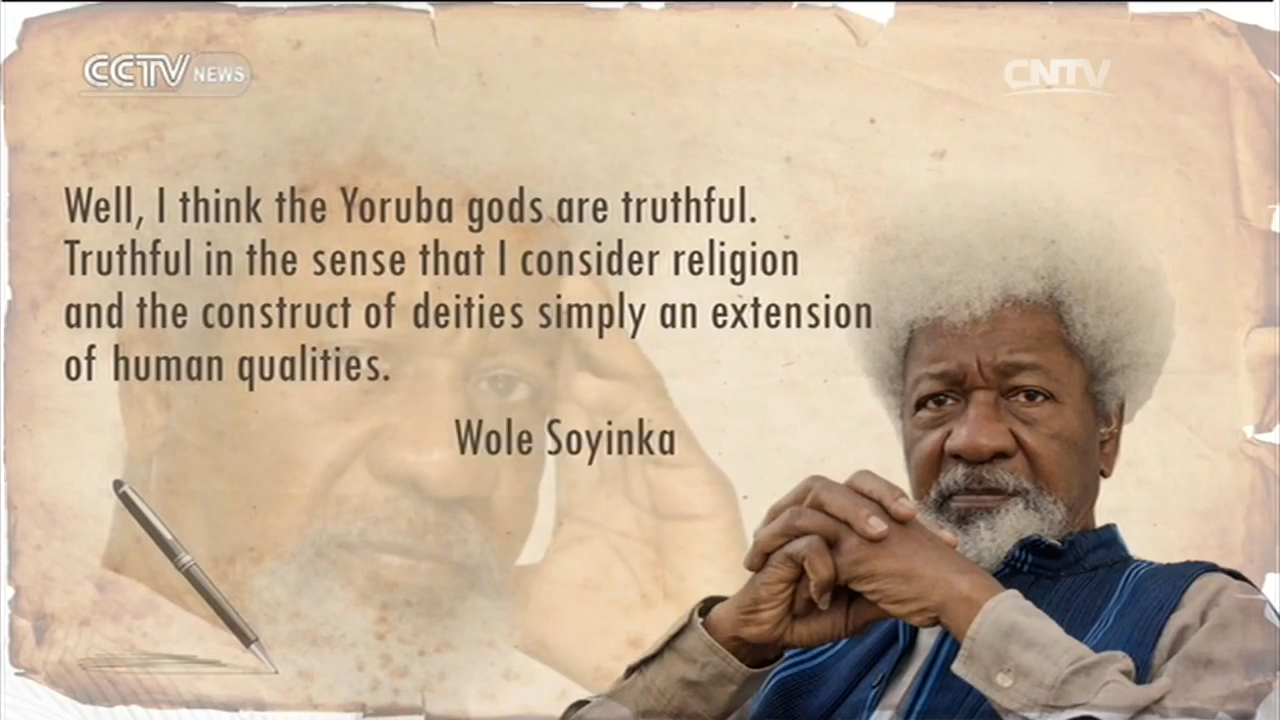 CCTV NEWS
CNTV
Well, I think the Yoruba gods are truthful.
Truthful in the sense that I consider religion
and the construct of deities simply an extension
of human qualities.
Wole Soyinka